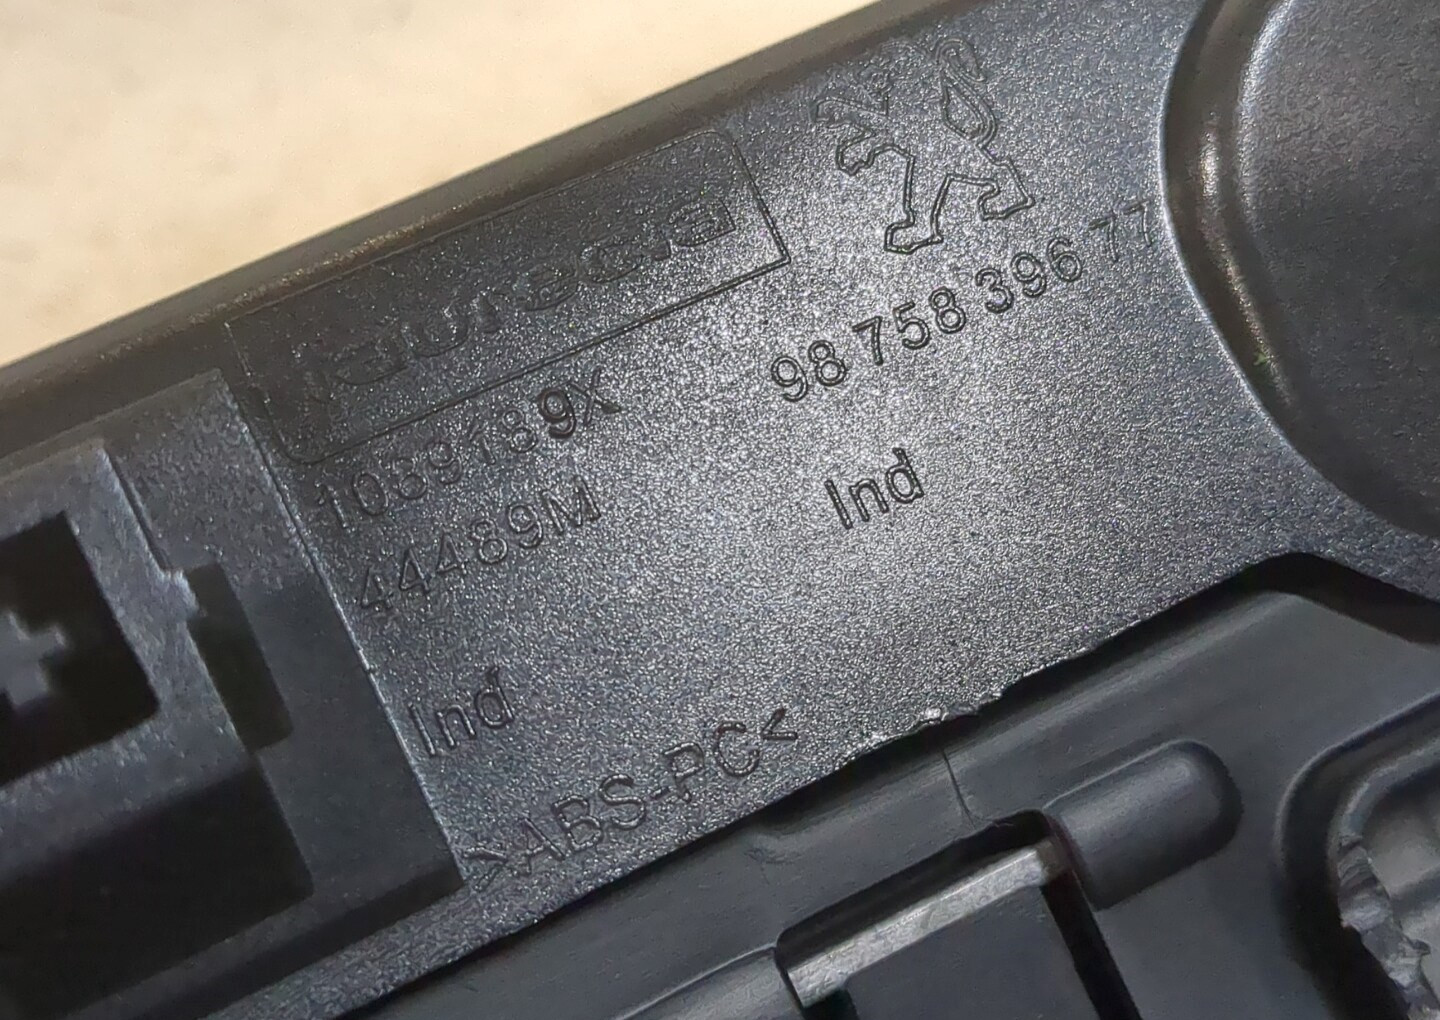 faurecia
1039189X
44489M
Ind
>ABS-PC<
98 758 396 77
Ind